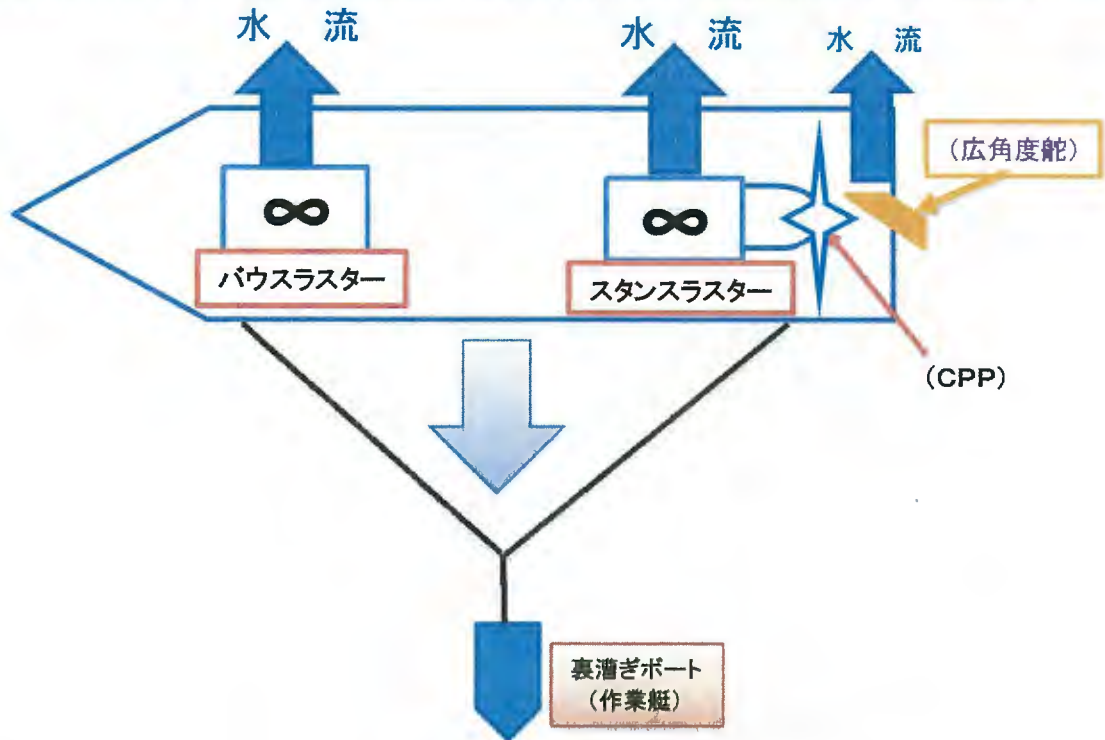 水 流
水 流
水 流
(広角度舵)
∞
∞
バウスラスター
スタンスラスター
(CPP)
裏漕ぎボート
(作業艇)